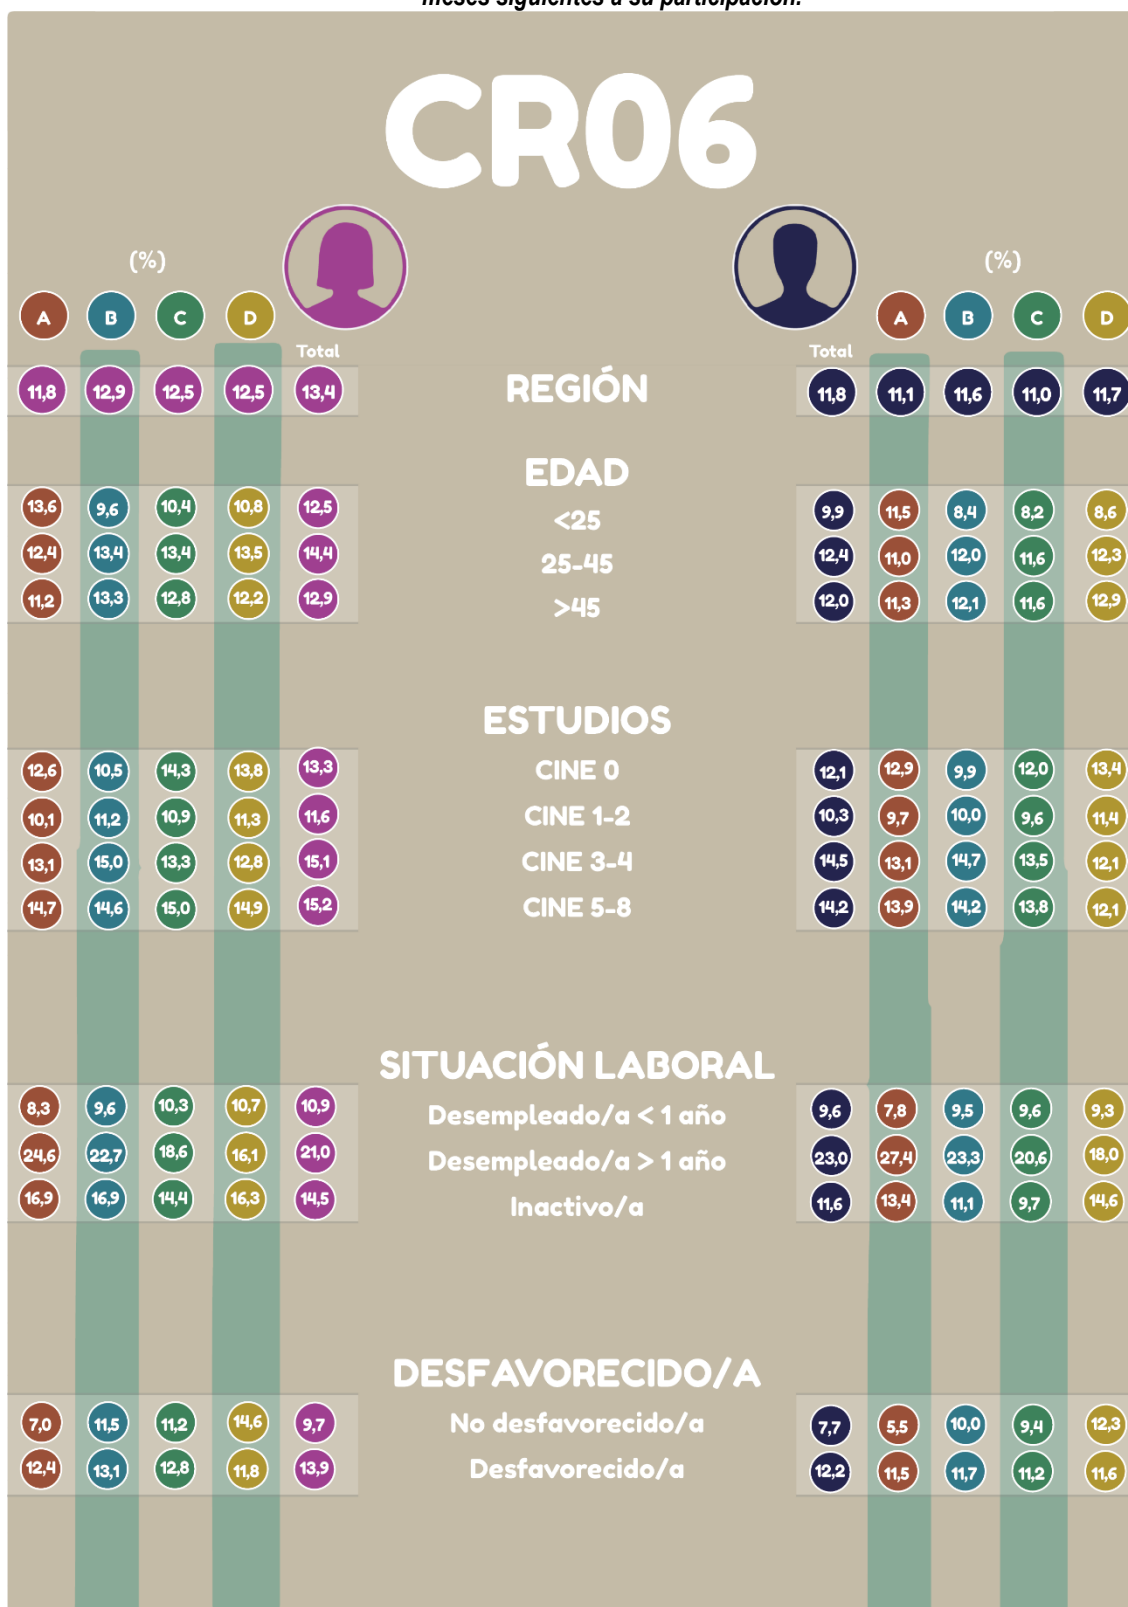 meses siguientes a su participación.
CR06
(%) (%)
A B C D A B C D
Total Total
11,8 12,9 12,5 12,5 13,4 REGIÓN 11,8 11,1 11,6 11,0 11,7
EDAD
13,6 9,6 10,4 10,8 12,5 <25 9,9 11,5 8,4 8,2 8,6
12,4 13,4 13,4 13,5 14,4 25-45 12,4 11,0 12,0 11,6 12,3
11,2 13,3 12,8 12,2 12,9 >45 12,0 11,3 12,1 11,6 12,9
ESTUDIOS
12,6 10,5 14,3 13,8 13,3 CINE 0 12,1 12,9 9,9 12,0 13,4
10,1 11,2 10,9 11,3 11,6 CINE 1-2 10,3 9,7 10,0 9,6 11,4
13,1 15,0 13,3 12,8 15,1 CINE 3-4 14,5 13,1 14,7 13,5 12,1
14,7 14,6 15,0 14,9 15,2 CINE 5-8 14,2 13,9 14,2 13,8 12,1
SITUACIÓN LABORAL
8,3 9,6 10,3 10,7 10,9 Desempleado/a < 1 año 9,6 7,8 9,5 9,6 9,3
24,6 22,7 18,6 16,1 21,0 Desempleado/a > 1 año 23,0 27,4 23,3 20,6 18,0
16,9 16,9 14,4 16,3 14,5 Inactivo/a 11,6 13,4 11,1 9,7 14,6
DESFAVORECIDO/A
7,0 11,5 11,2 14,6 9,7 No desfavorecido/a 7,7 5,5 10,0 9,4 12,3
12,4 13,1 12,8 11,8 13,9 Desfavorecido/a 12,2 11,5 11,7 11,2 11,6